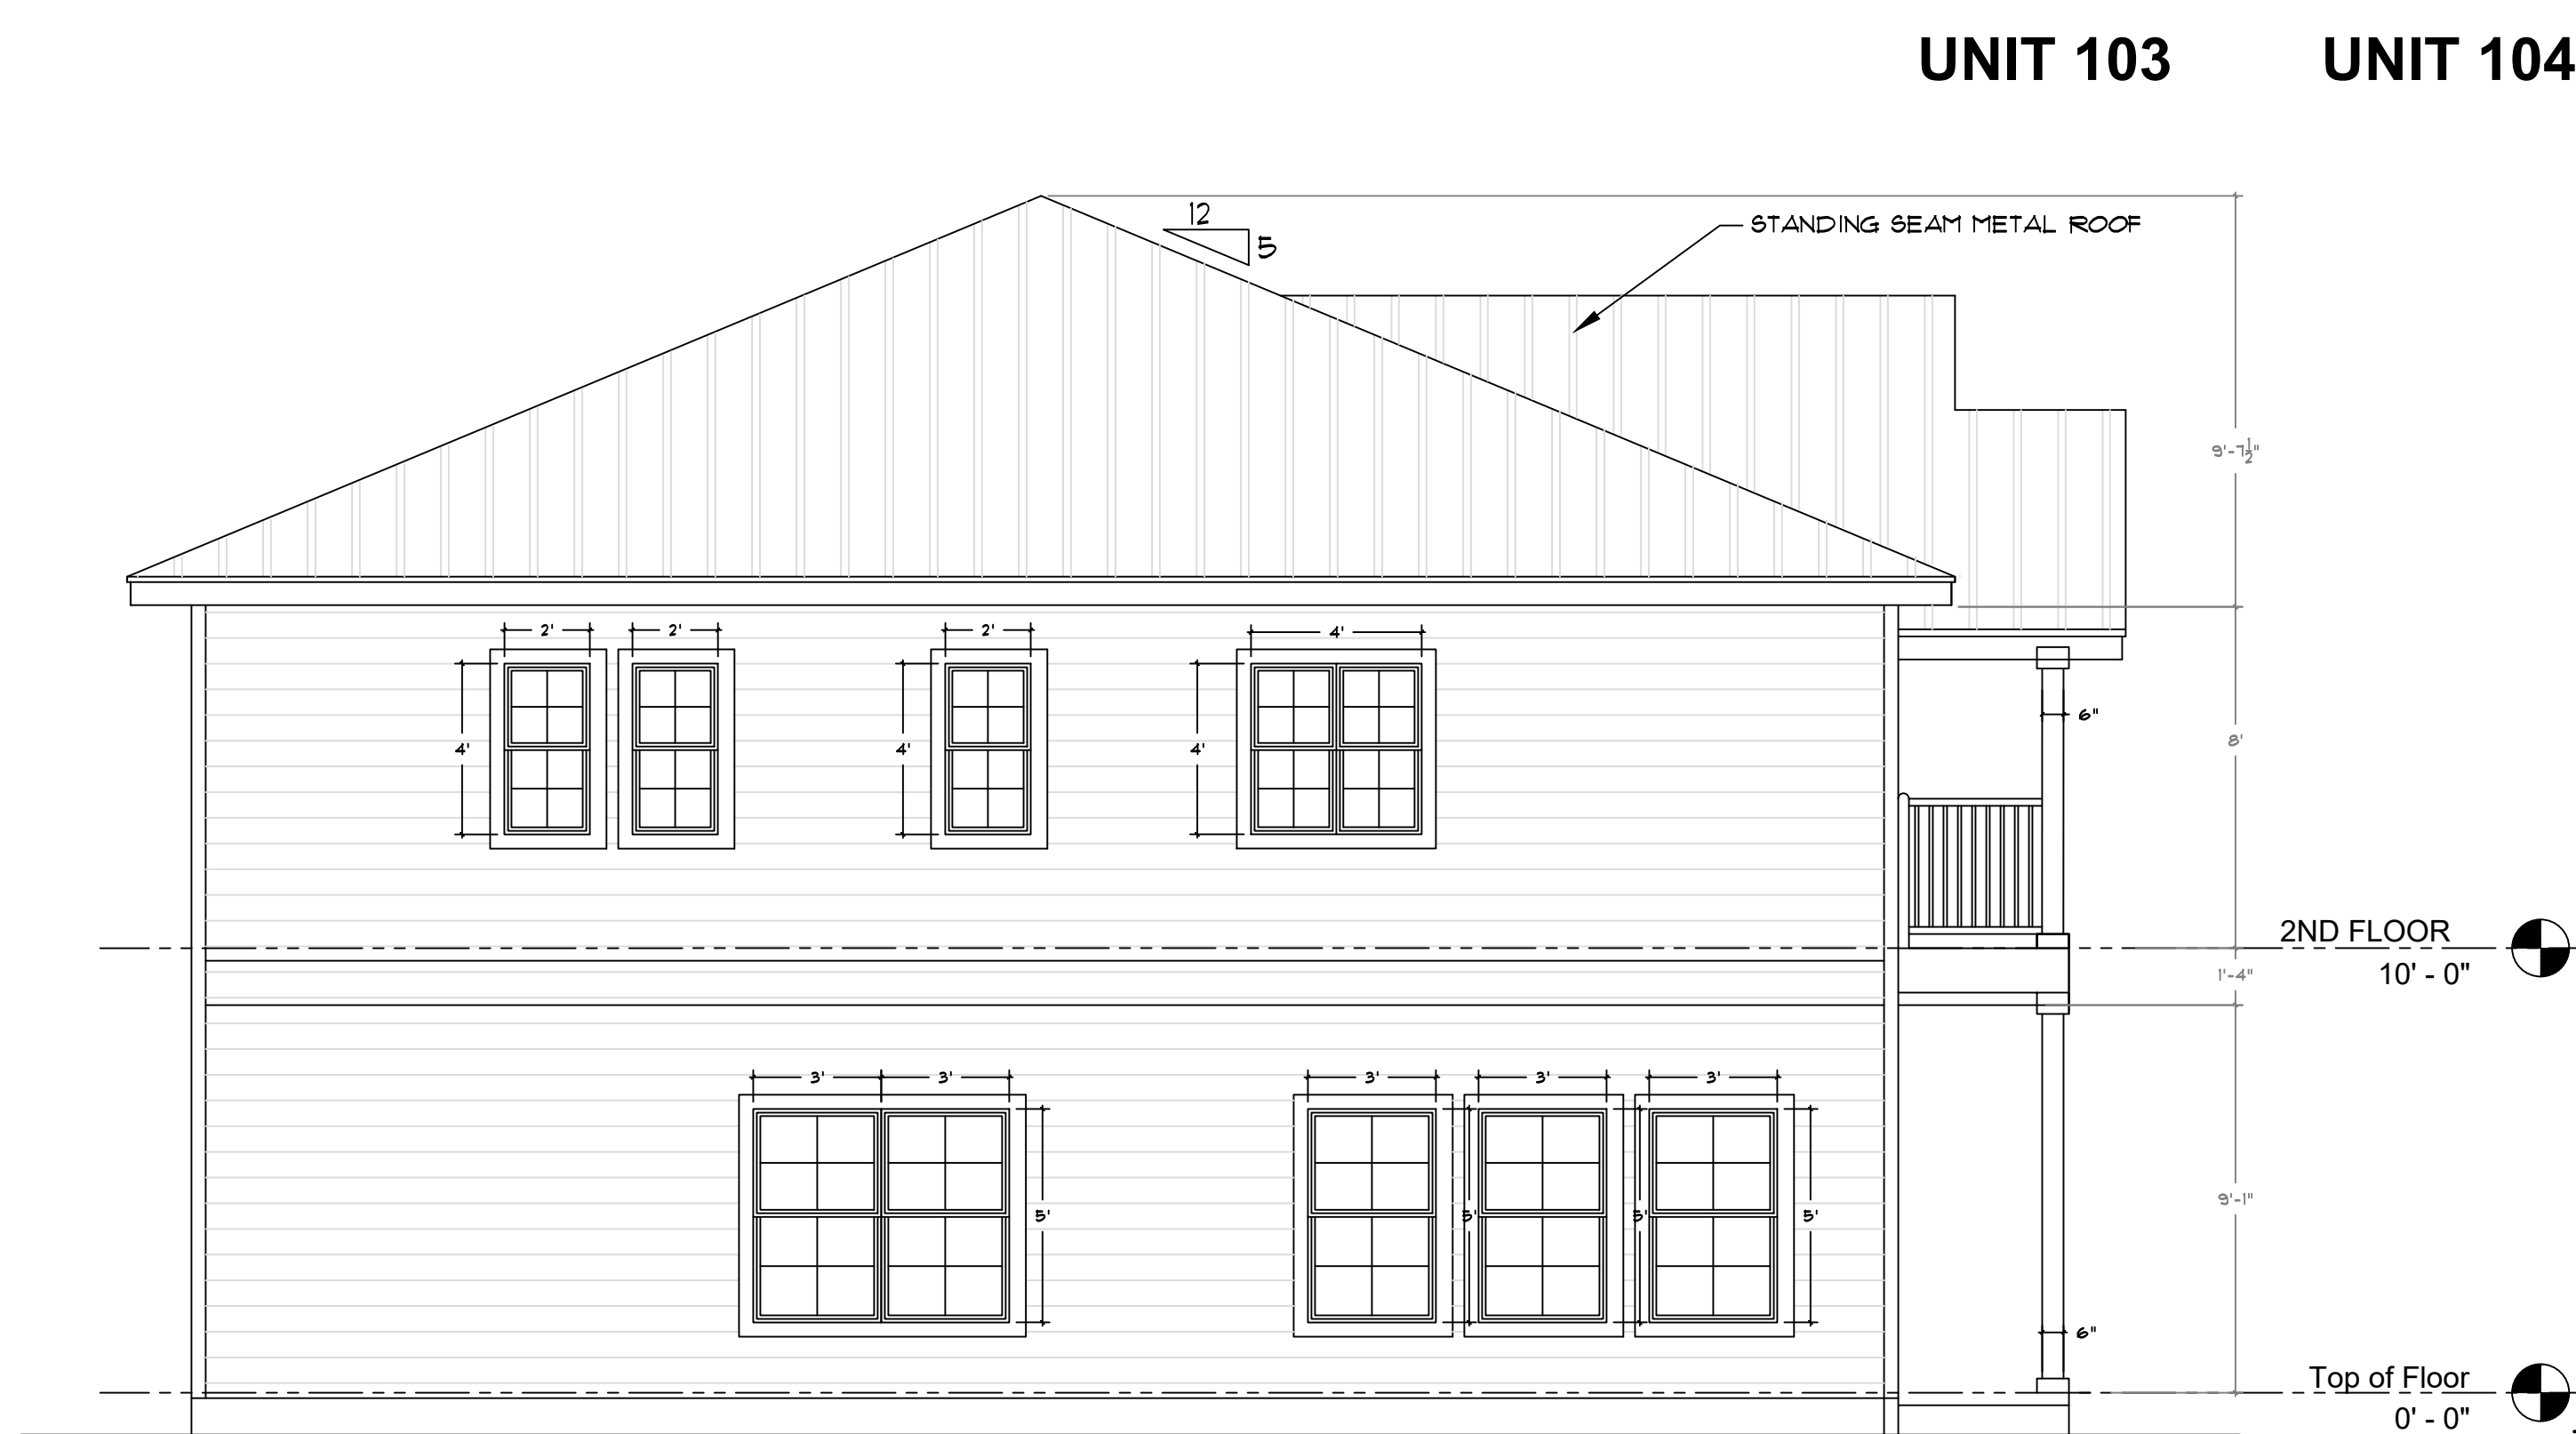 UNIT 103 UNIT 104
12
5
STANDING SEAM METAL ROOF
9'-7½"
2' 2' 2' 4'
4' 4' 4'
6"
8'
2ND FLOOR
10' - 0"
1'-4"
3' 3' 3' 3' 3'
9'-1"
5' 5' 5' 5'
6"
Top of Floor
0' - 0"